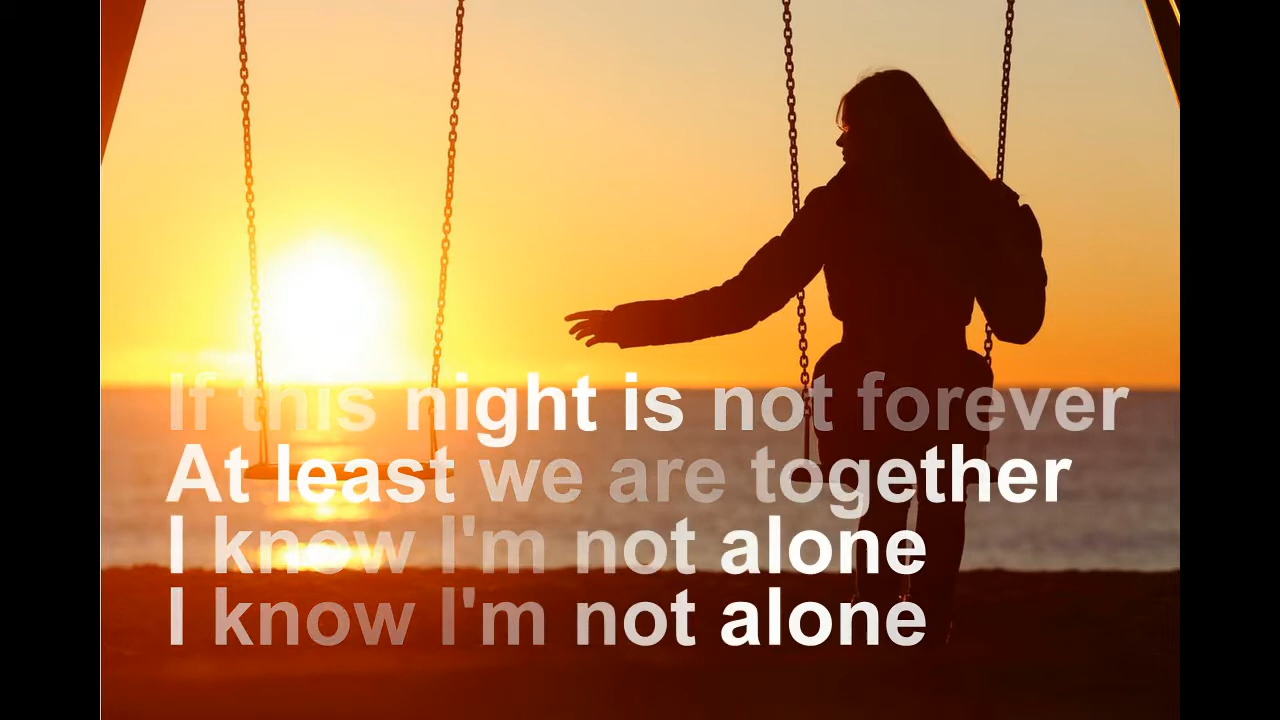 If this night is not forever
At least we are together
I know I'm not alone
I know I'm not alone